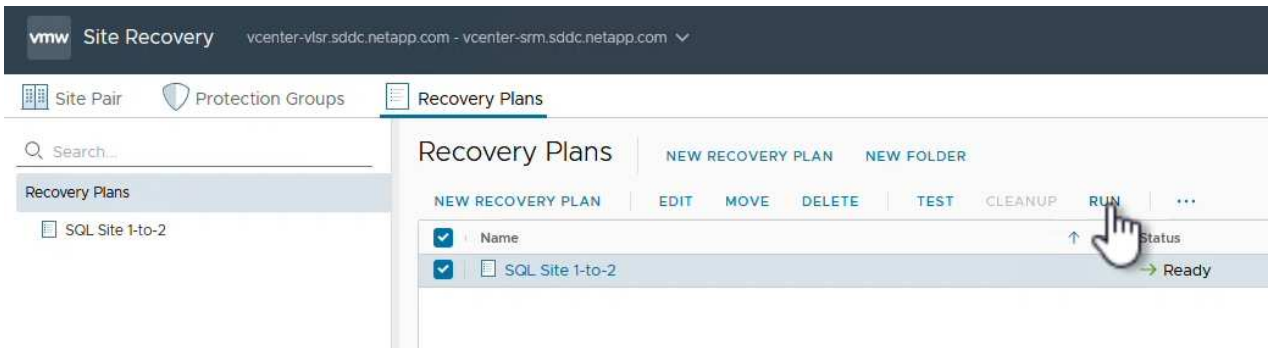 vmw Site Recovery vcenter-vlsr.sddc.netapp.com - vcenter-srm.sddc.netapp.com
Site Pair Protection Groups Recovery Plans
Search...
Recovery Plans
SQL Site 1-to-2
Recovery Plans NEW RECOVERY PLAN NEW FOLDER
NEW RECOVERY PLAN EDIT MOVE DELETE TEST CLEANUP RUN ...
Name Status
SQL Site 1-to-2 Ready